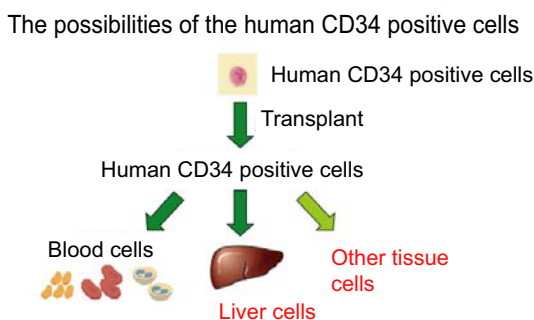 The possibilities of the human CD34 positive cells
Human CD34 positive cells
Transplant
Human CD34 positive cells
Blood cells
Liver cells
Other tissue
cells